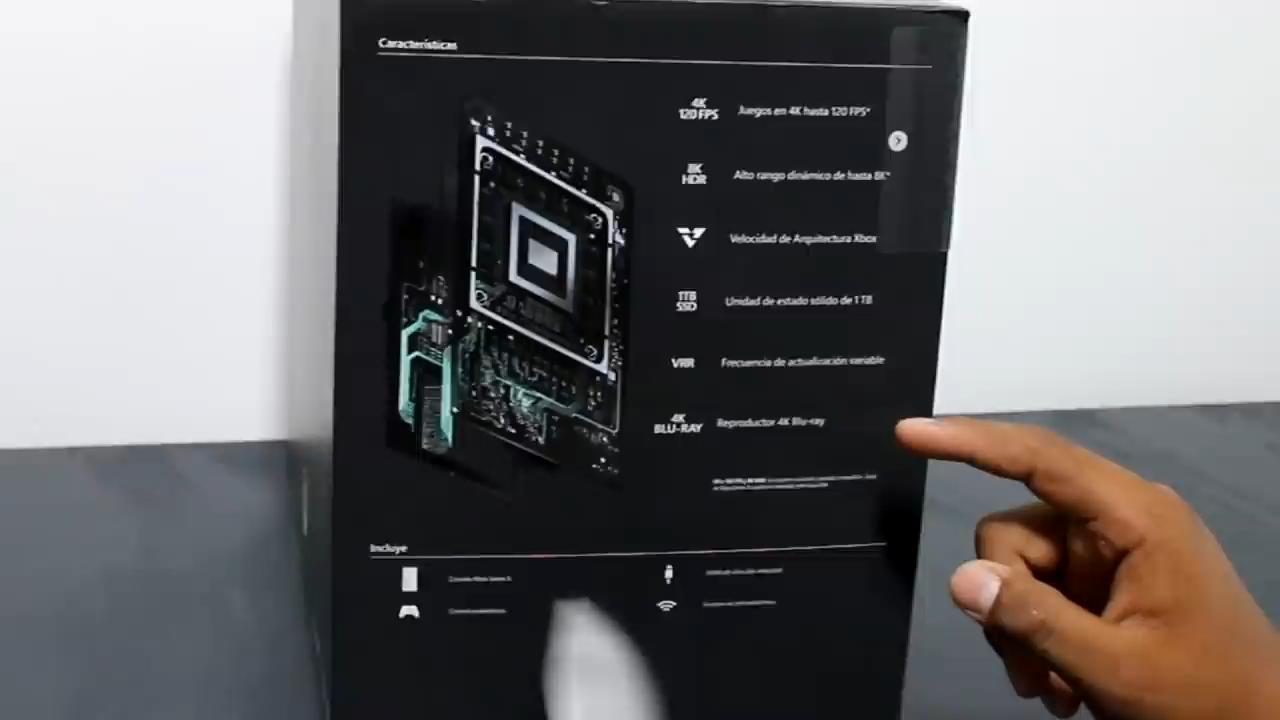 Características
4K
120 FPS
Juegos en 4K hasta 120 FPS*
8K
HDR
Alto rango dinámico de hasta 8K*
Velocidad de Arquitectura Xbox
1TB
SSD
Unidad de estado sólido de 1TB
VRR
Frecuencia de actualización variable
4K
BLU-RAY
Reproductor 4K Blu-ray
Incluye